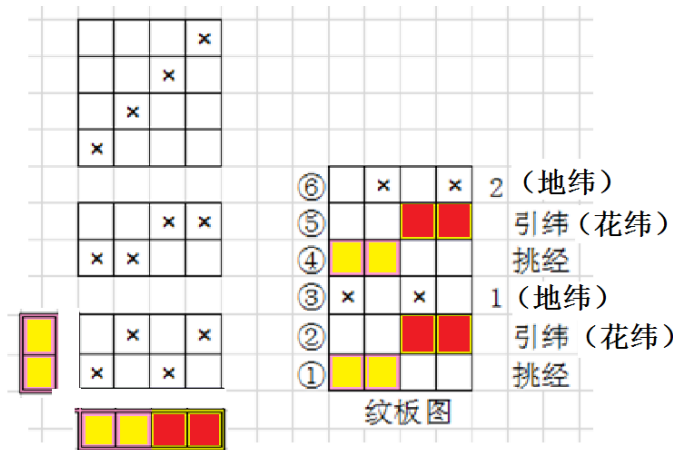 ⑥ 2（地纬）
⑤ 引纬（花纬）
④ 挑经
③ 1（地纬）
② 引纬（花纬）
① 挑经
纹板图